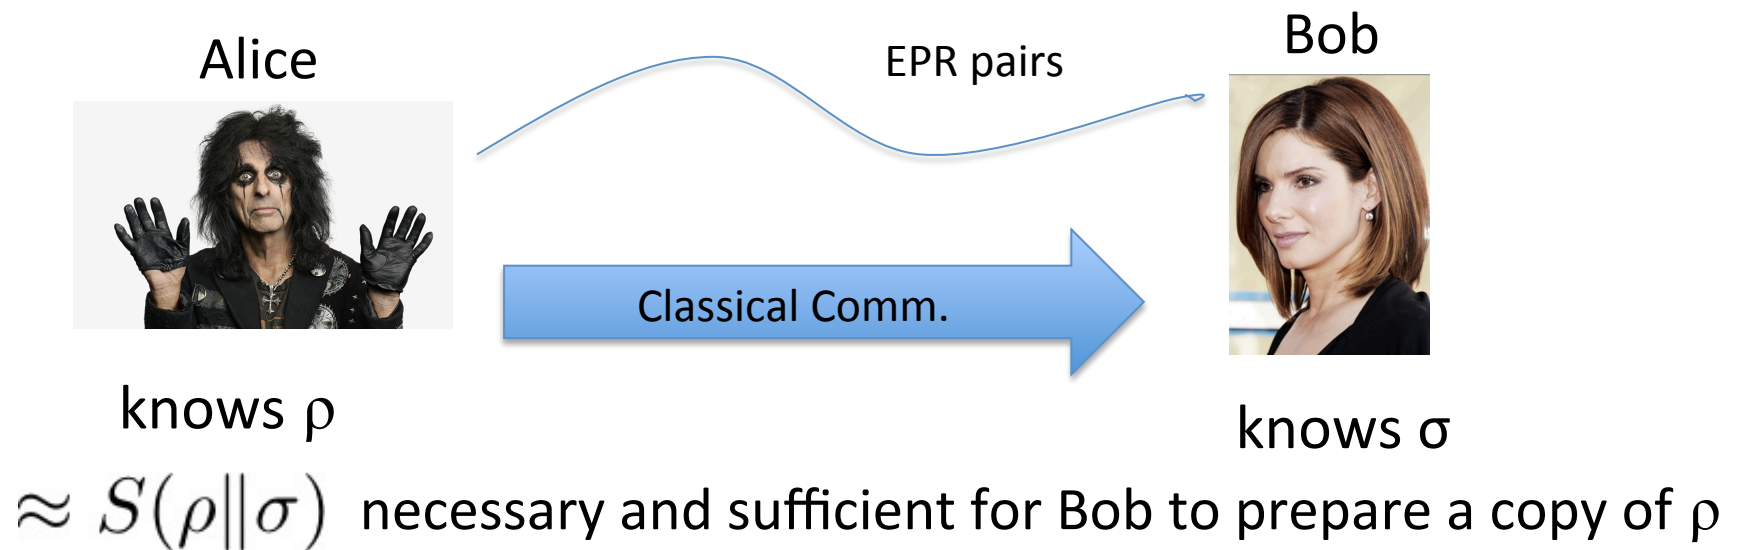 Alice
EPR pairs
Bob
Classical Comm.
knows ρ
knows σ
≈ S(ρ||σ) necessary and sufficient for Bob to prepare a copy of ρ